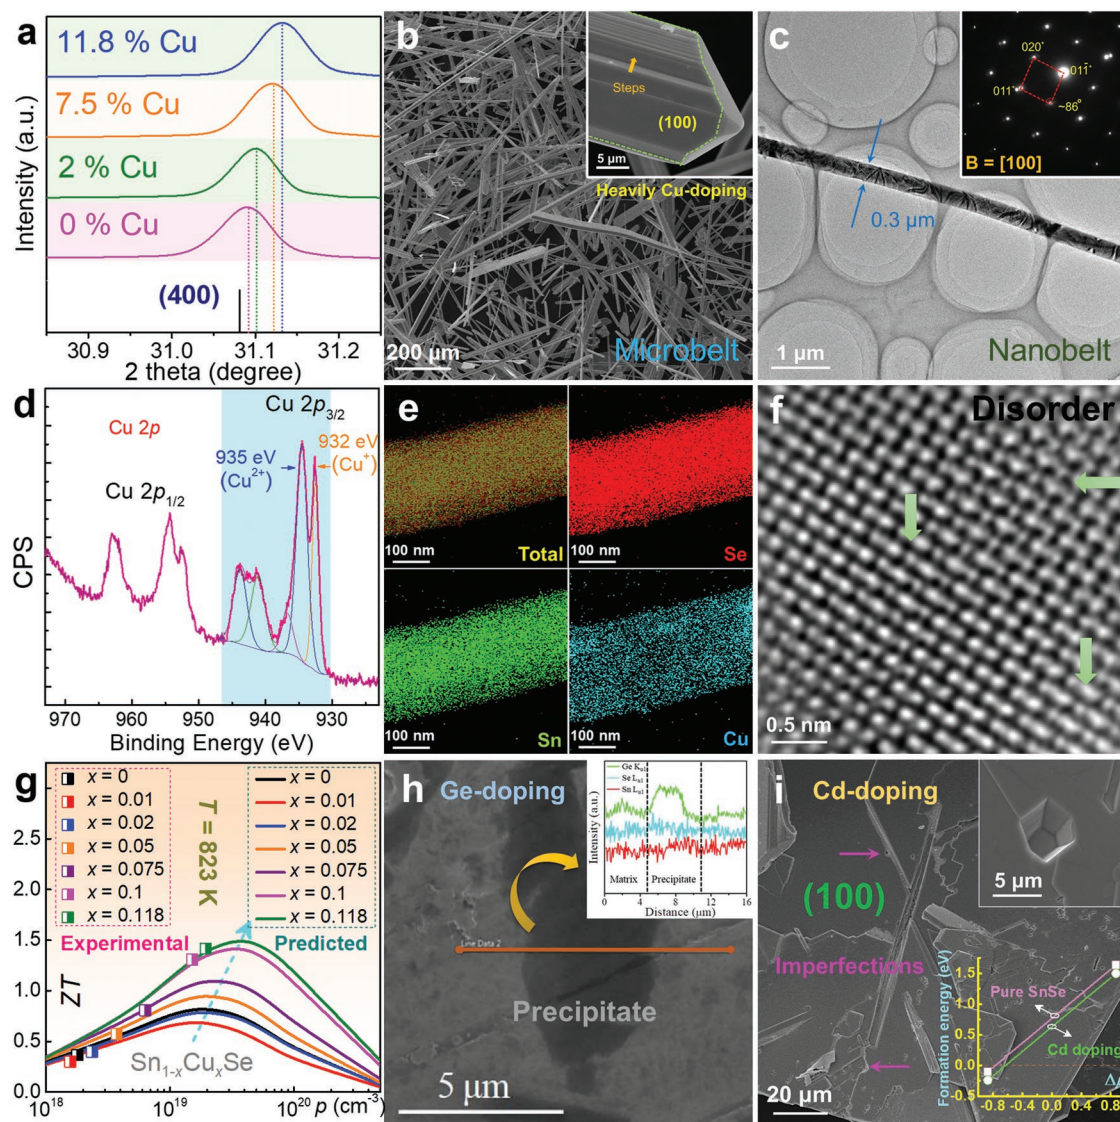 a
11.8 % Cu
7.5 % Cu
2 % Cu
0 % Cu
(400)
Intensity (a.u.)
30.9 31.0 31.1 31.2
2 theta (degree)
b
Steps
(100)
5 µm
Heavily Cu-doping
200 µm
Microbelt
c
020*
011̄*
011*
~86°
B = [100]
0.3 µm
1 µm
Nanobelt
d
Cu 2p
Cu 2p3/2
935 eV
(Cu2+)
932 eV
(Cu+)
Cu 2p1/2
CPS
970 960 950 940 930
Binding Energy (eV)
e
100 nm
Total
100 nm
Se
100 nm
Sn
100 nm
Cu
f
Disorder
0.5 nm
g
x = 0
x = 0.01
x = 0.02
x = 0.05
x = 0.075
x = 0.1
x = 0.118
T = 823 K
x = 0
x = 0.01
x = 0.02
x = 0.05
x = 0.075
x = 0.1
x = 0.118
Experimental
Predicted
ZT
Sn1-xCuxSe
3.0
2.5
2.0
1.5
1.0
0.5
0.0
10^18 10^19 10^20
p (cm-3)
h
Ge-doping
Ge Kα1
Se Lα1
Sn Lα1
Intensity (a.u.)
Matrix
Precipitate
0 4 8 12 16
Distance (µm)
Line Data 2
Precipitate
5 µm
i
Cd-doping
(100)
Imperfections
5 µm
20 µm
Formation energy (eV)
1.5
1.0
0.5
0.0
-0.5
Pure SnSe
Cd doping
-0.8 0.0 0.8